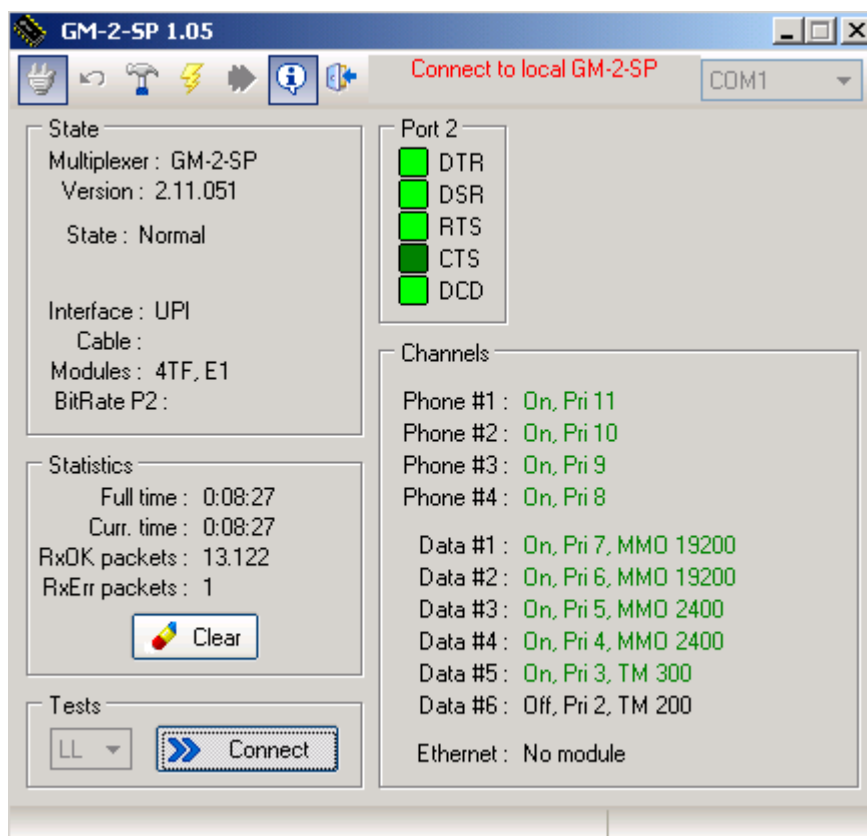 GM-2-SP 1.05
Connect to local GM-2-SP
COM1
State
Multiplexer : GM-2-SP
Version : 2.11.051
State : Normal
Interface : UPI
Cable :
Modules : 4TF, E1
BitRate P2 :
Statistics
Full time : 0:08:27
Curr. time : 0:08:27
RxOK packets : 13.122
RxErr packets : 1
Clear
Tests
LL
Connect
Port 2
DTR
DSR
RTS
CTS
DCD
Channels
Phone #1 : On, Pri 11
Phone #2 : On, Pri 10
Phone #3 : On, Pri 9
Phone #4 : On, Pri 8
Data #1 : On, Pri 7, MMO 19200
Data #2 : On, Pri 6, MMO 19200
Data #3 : On, Pri 5, MMO 2400
Data #4 : On, Pri 4, MMO 2400
Data #5 : On, Pri 3, TM 300
Data #6 : Off, Pri 2, TM 200
Ethernet : No module